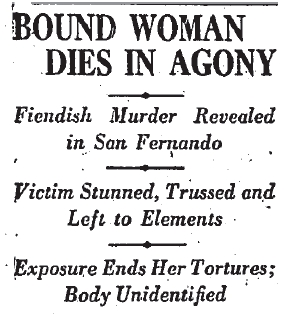 BOUND WOMAN
DIES IN AGONY
Fiendish Murder Revealed
in San Fernando
Victim Stunned, Trussed and
Left to Elements
Exposure Ends Her Tortures;
Body Unidentified